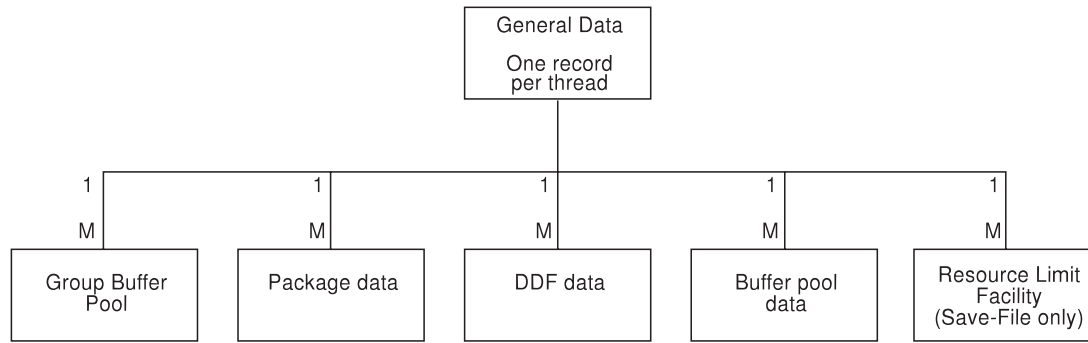 General Data
One record
per thread
1
1
1
1
1
M
M
M
M
M
Group Buffer
Pool
Package data
DDF data
Buffer pool
data
Resource Limit
Facility
(Save-File only)